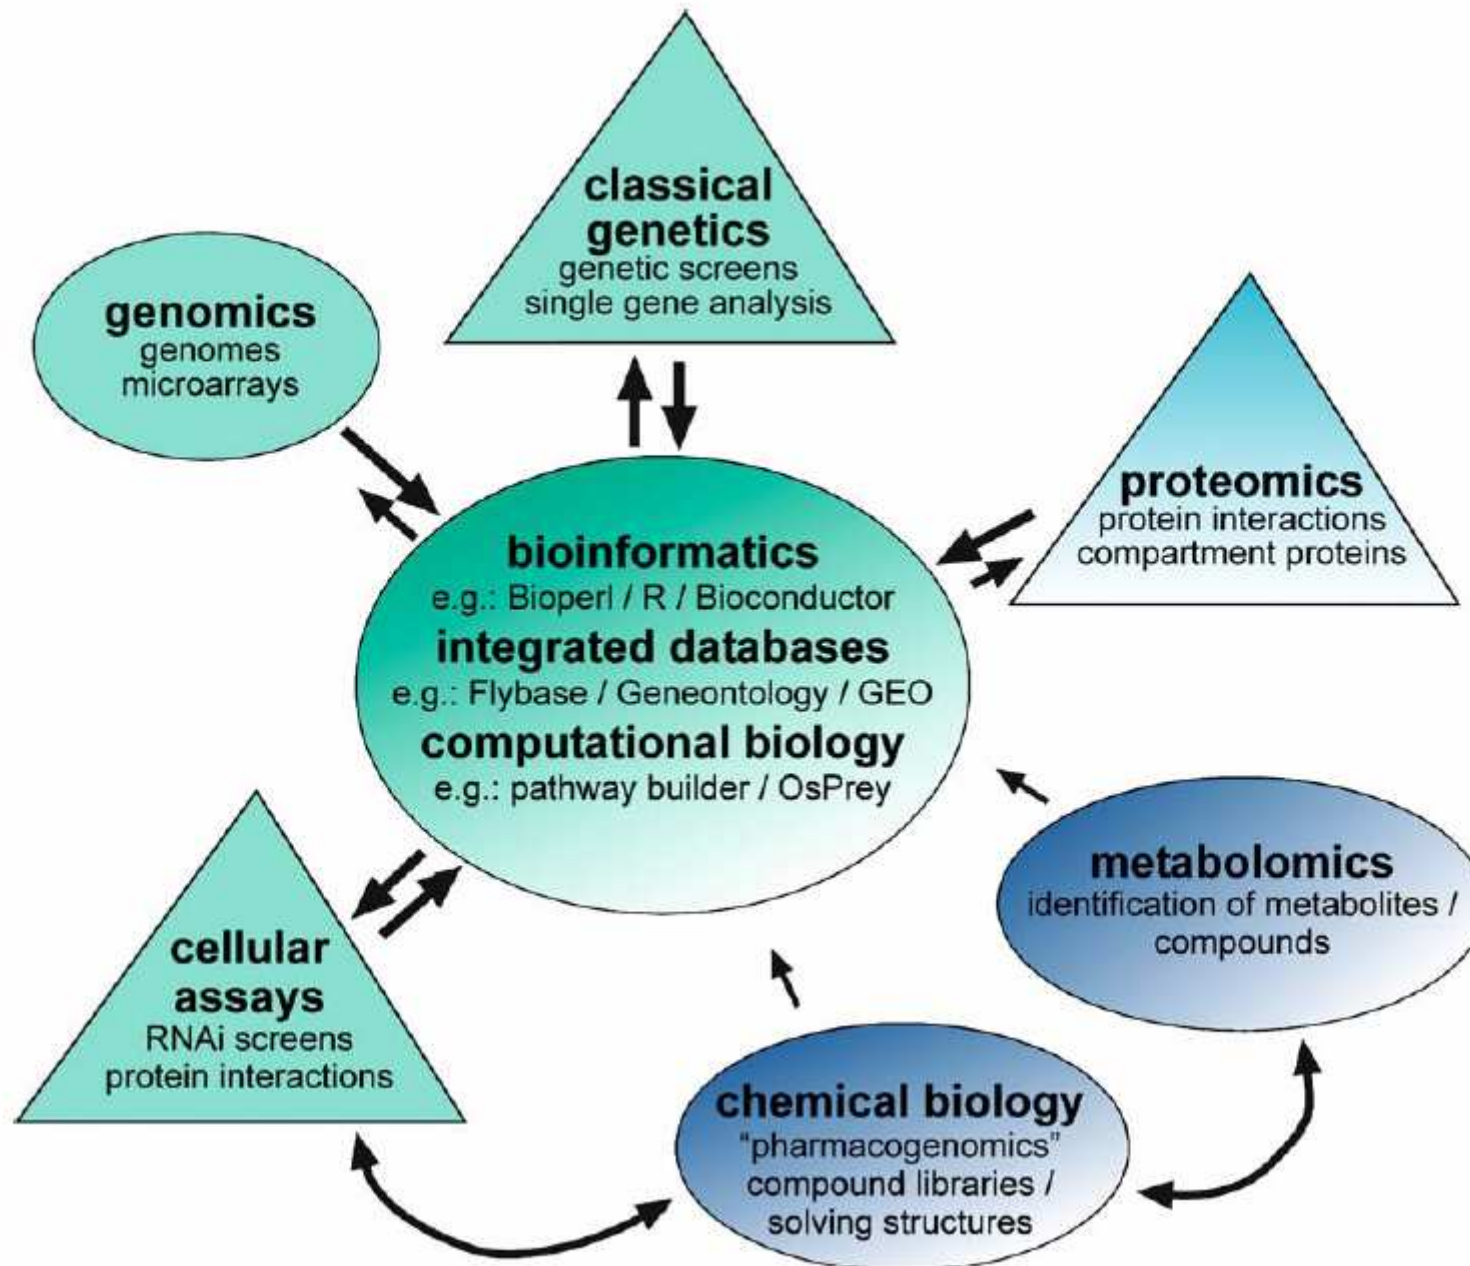 classical
genetics
genetic screens
single gene analysis
genomics
genomes
microarrays
proteomics
protein interactions
compartment proteins
bioinformatics
e.g.: Bioperl / R / Bioconductor
integrated databases
e.g.: Flybase / Geneontology / GEO
computational biology
e.g.: pathway builder / OsPrey
metabolomics
identification of metabolites /
compounds
cellular
assays
RNAi screens
protein interactions
chemical biology
“pharmacogenomics”
compound libraries /
solving structures